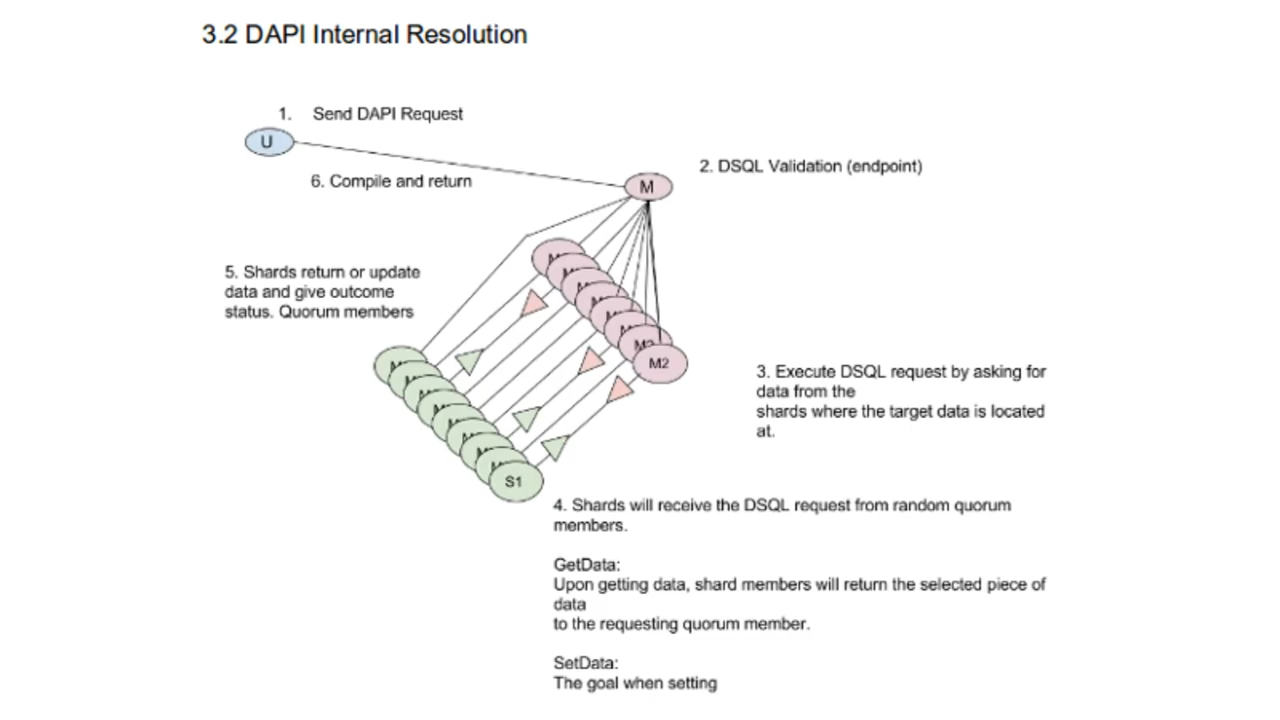 3.2 DAPI Internal Resolution
1. Send DAPI Request
U
6. Compile and return
M
2. DSQL Validation (endpoint)
5. Shards return or update
data and give outcome
status. Quorum members
M2
3. Execute DSQL request by asking for
data from the
shards where the target data is located
at.
S1
4. Shards will receive the DSQL request from random quorum
members.
GetData:
Upon getting data, shard members will return the selected piece of
data
to the requesting quorum member.
SetData:
The goal when setting